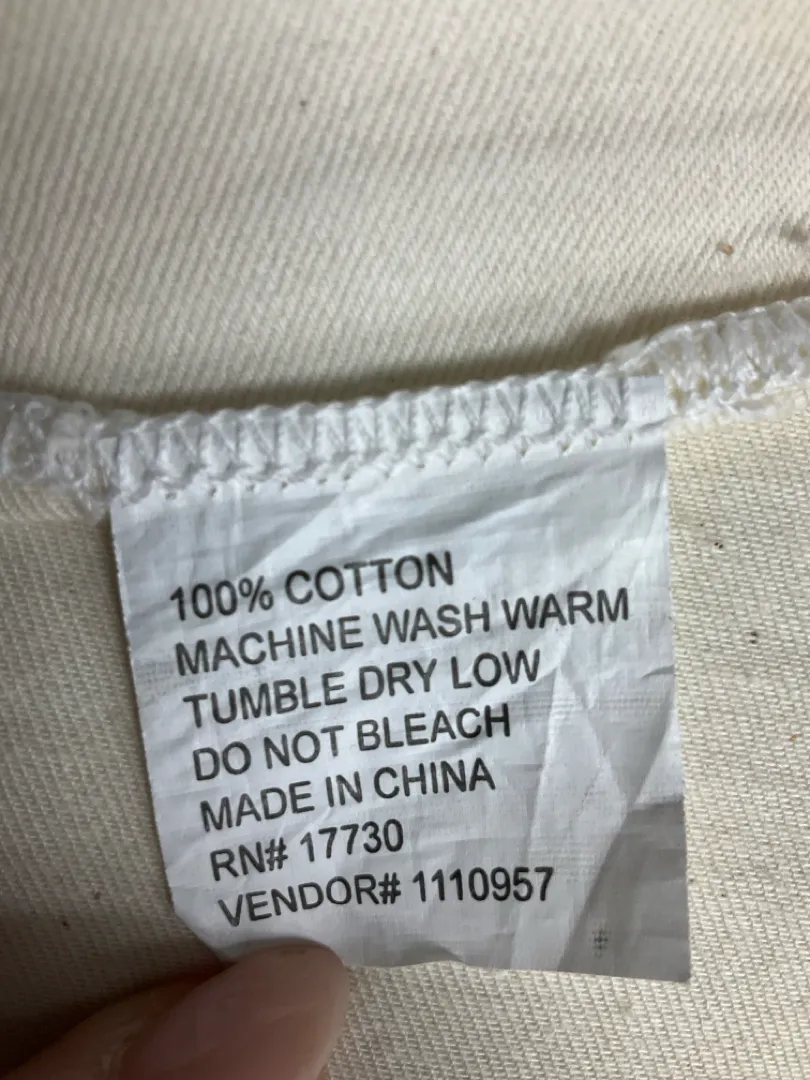 100% COTTON
MACHINE WASH WARM
TUMBLE DRY LOW
DO NOT BLEACH
MADE IN CHINA
RN# 17730
VENDOR# 1110957